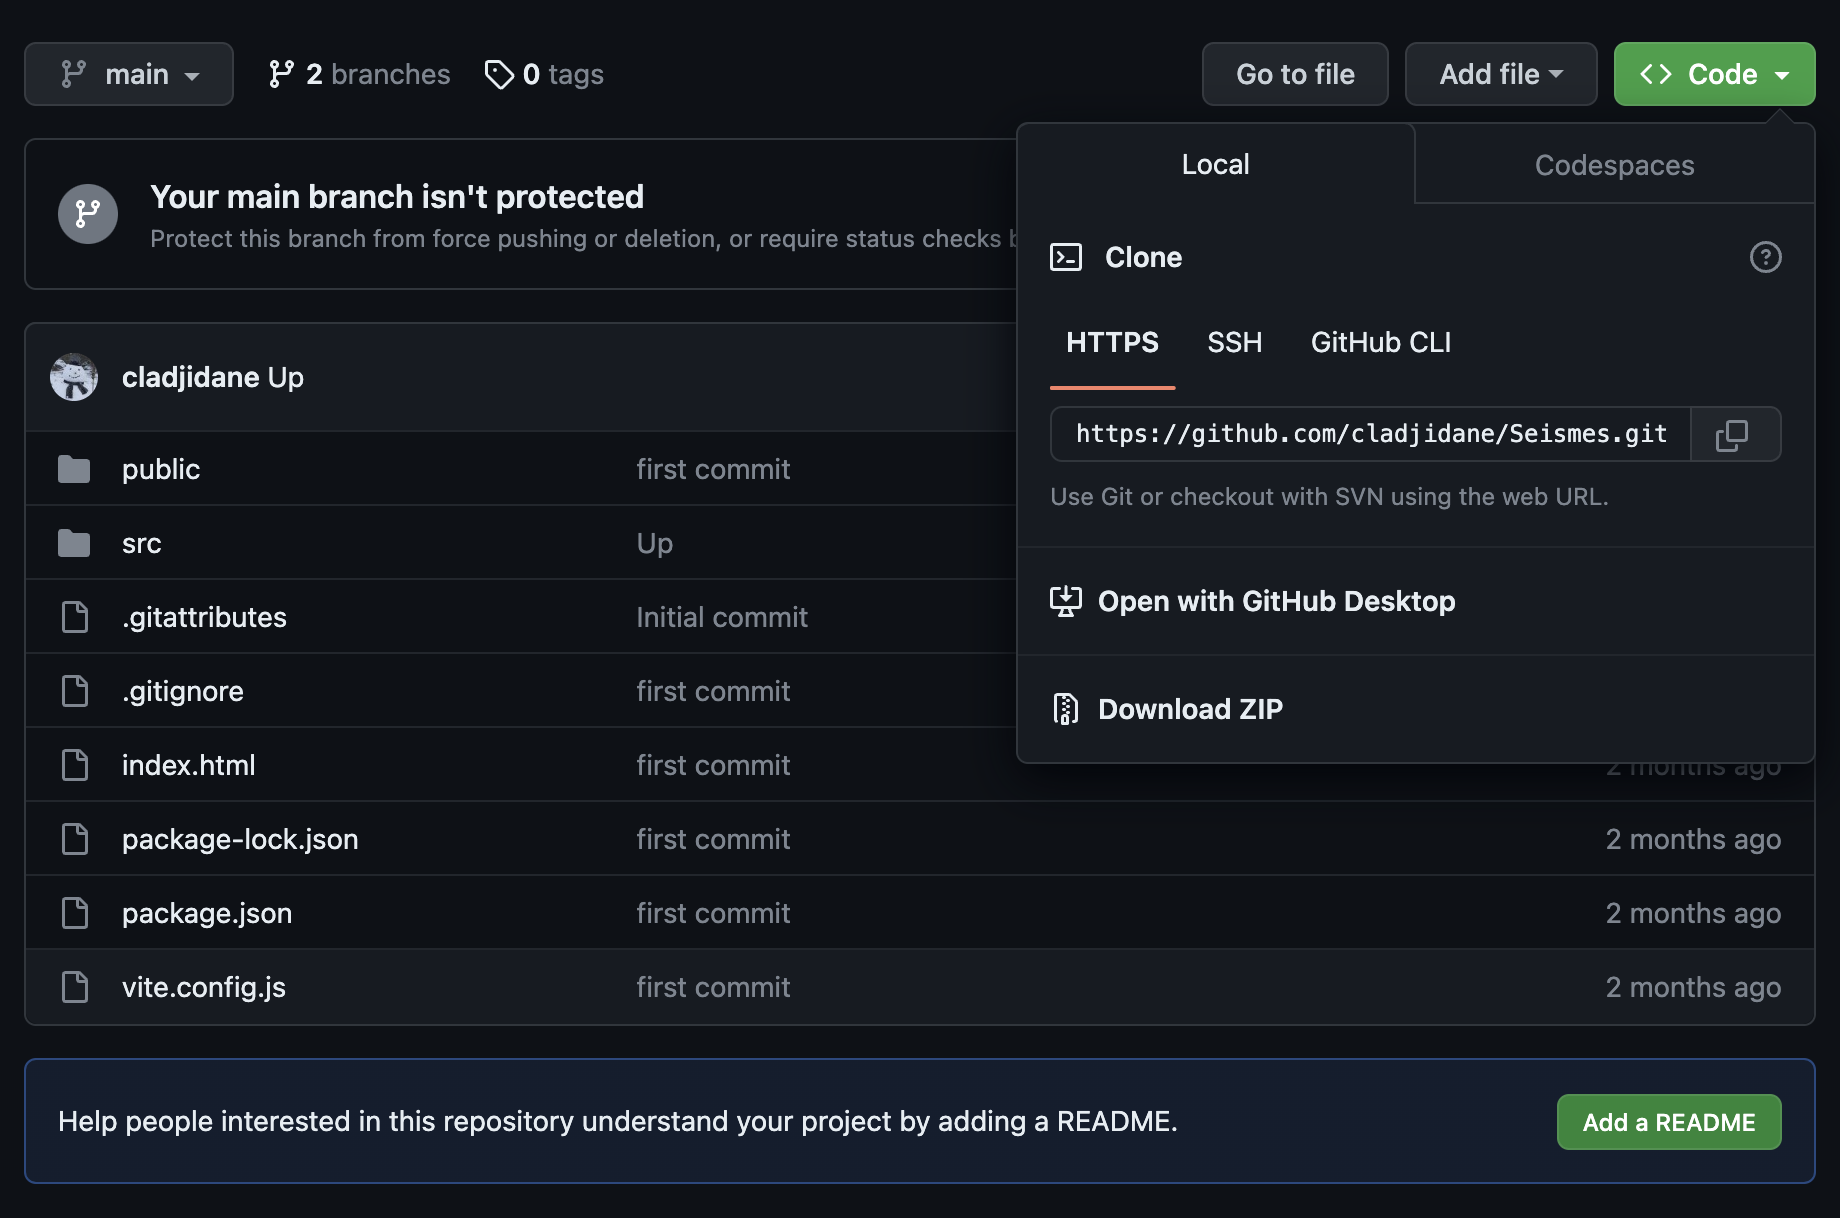 main
2 branches
0 tags
Go to file
Add file
Code
Local
Codespaces
Your main branch isn't protected
Protect this branch from force pushing or deletion, or require status checks
Clone
HTTPS
SSH
GitHub CLI
https://github.com/cladjidane/Seismes.git
Use Git or checkout with SVN using the web URL.
Open with GitHub Desktop
Download ZIP
cladjidane Up
public first commit
src Up
.gitattributes Initial commit
.gitignore first commit
index.html first commit 2 months ago
package-lock.json first commit 2 months ago
package.json first commit 2 months ago
vite.config.js first commit 2 months ago
Help people interested in this repository understand your project by adding a README.
Add a README